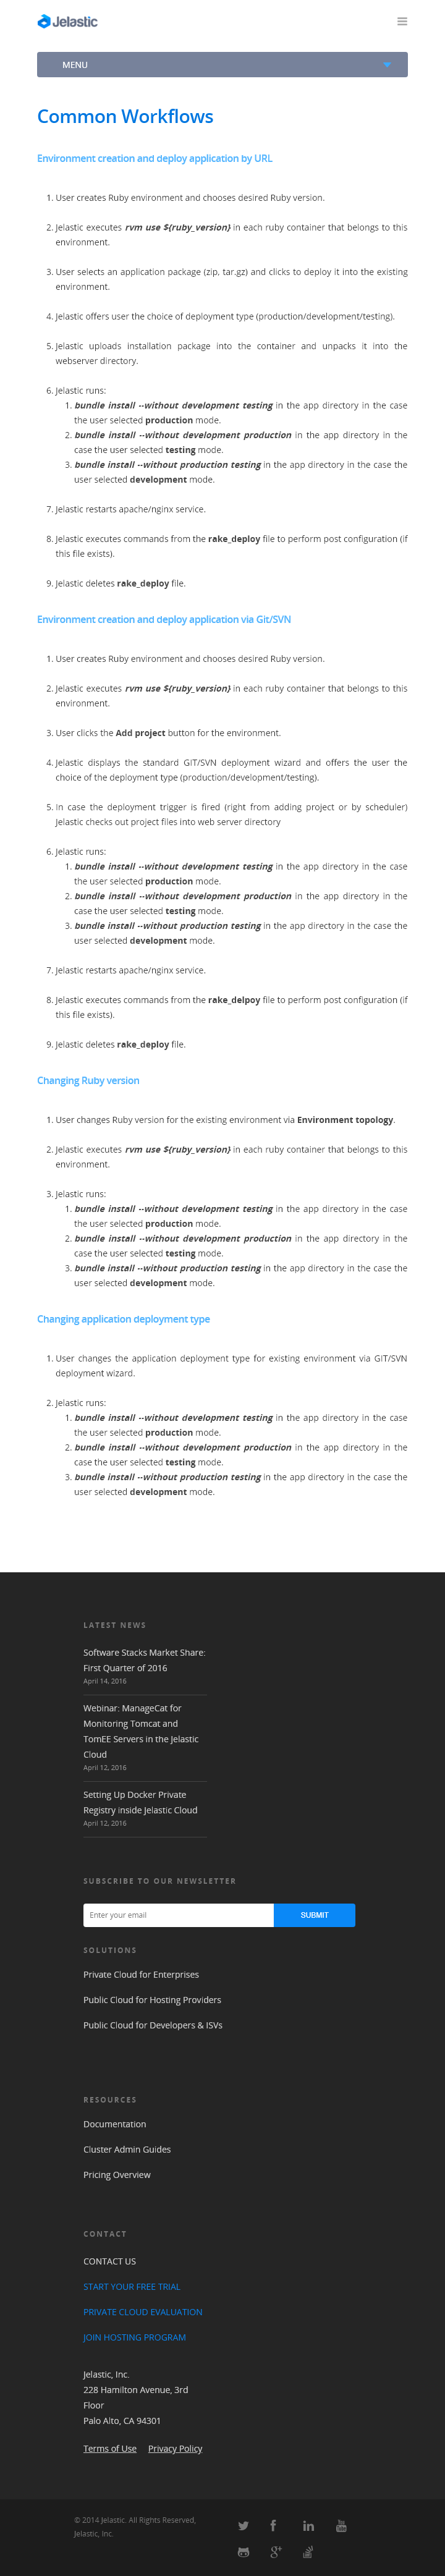 Jelastic
MENU
Common Workflows
Environment creation and deploy application by URL
1. User creates Ruby environment and chooses desired Ruby version.
2. Jelastic executes rvm use ${ruby_version} in each ruby container that belongs to this
environment.
3. User selects an application package (zip, tar.gz) and clicks to deploy it into the existing
environment.
4. Jelastic offers user the choice of deployment type (production/development/testing).
5. Jelastic uploads installation package into the container and unpacks it into the
webserver directory.
6. Jelastic runs:
1. bundle install --without development testing in the app directory in the case
the user selected production mode.
2. bundle install --without development production in the app directory in the
case the user selected testing mode.
3. bundle install --without production testing in the app directory in the case the
user selected development mode.
7. Jelastic restarts apache/nginx service.
8. Jelastic executes commands from the rake_deploy file to perform post configuration (if
this file exists).
9. Jelastic deletes rake_deploy file.
Environment creation and deploy application via Git/SVN
1. User creates Ruby environment and chooses desired Ruby version.
2. Jelastic executes rvm use ${ruby_version} in each ruby container that belongs to this
environment.
3. User clicks the Add project button for the environment.
4. Jelastic displays the standard GIT/SVN deployment wizard and offers the user the
choice of the deployment type (production/development/testing).
5. In case the deployment trigger is fired (right from adding project or by scheduler)
Jelastic checks out project files into web server directory
6. Jelastic runs:
1. bundle install --without development testing in the app directory in the case
the user selected production mode.
2. bundle install --without development production in the app directory in the
case the user selected testing mode.
3. bundle install --without production testing in the app directory in the case the
user selected development mode.
7. Jelastic restarts apache/nginx service.
8. Jelastic executes commands from the rake_delpoy file to perform post configuration (if
this file exists).
9. Jelastic deletes rake_deploy file.
Changing Ruby version
1. User changes Ruby version for the existing environment via Environment topology.
2. Jelastic executes rvm use ${ruby_version} in each ruby container that belongs to this
environment.
3. Jelastic runs:
1. bundle install --without development testing in the app directory in the case
the user selected production mode.
2. bundle install --without development production in the app directory in the
case the user selected testing mode.
3. bundle install --without production testing in the app directory in the case the
user selected development mode.
Changing application deployment type
1. User changes the application deployment type for existing environment via GIT/SVN
deployment wizard.
2. Jelastic runs:
1. bundle install --without development testing in the app directory in the case
the user selected production mode.
2. bundle install --without development production in the app directory in the
case the user selected testing mode.
3. bundle install --without production testing in the app directory in the case the
user selected development mode.
LATEST NEWS
Software Stacks Market Share:
First Quarter of 2016
April 14, 2016
Webinar: ManageCat for
Monitoring Tomcat and
TomEE Servers in the Jelastic
Cloud
April 12, 2016
Setting Up Docker Private
Registry inside Jelastic Cloud
April 12, 2016
SUBSCRIBE TO OUR NEWSLETTER
Enter your email
SUBMIT
SOLUTIONS
Private Cloud for Enterprises
Public Cloud for Hosting Providers
Public Cloud for Developers & ISVs
RESOURCES
Documentation
Cluster Admin Guides
Pricing Overview
CONTACT
CONTACT US
START YOUR FREE TRIAL
PRIVATE CLOUD EVALUATION
JOIN HOSTING PROGRAM
Jelastic, Inc.
228 Hamilton Avenue, 3rd
Floor
Palo Alto, CA 94301
Terms of Use Privacy Policy
© 2014 Jelastic. All Rights Reserved,
Jelastic, Inc.